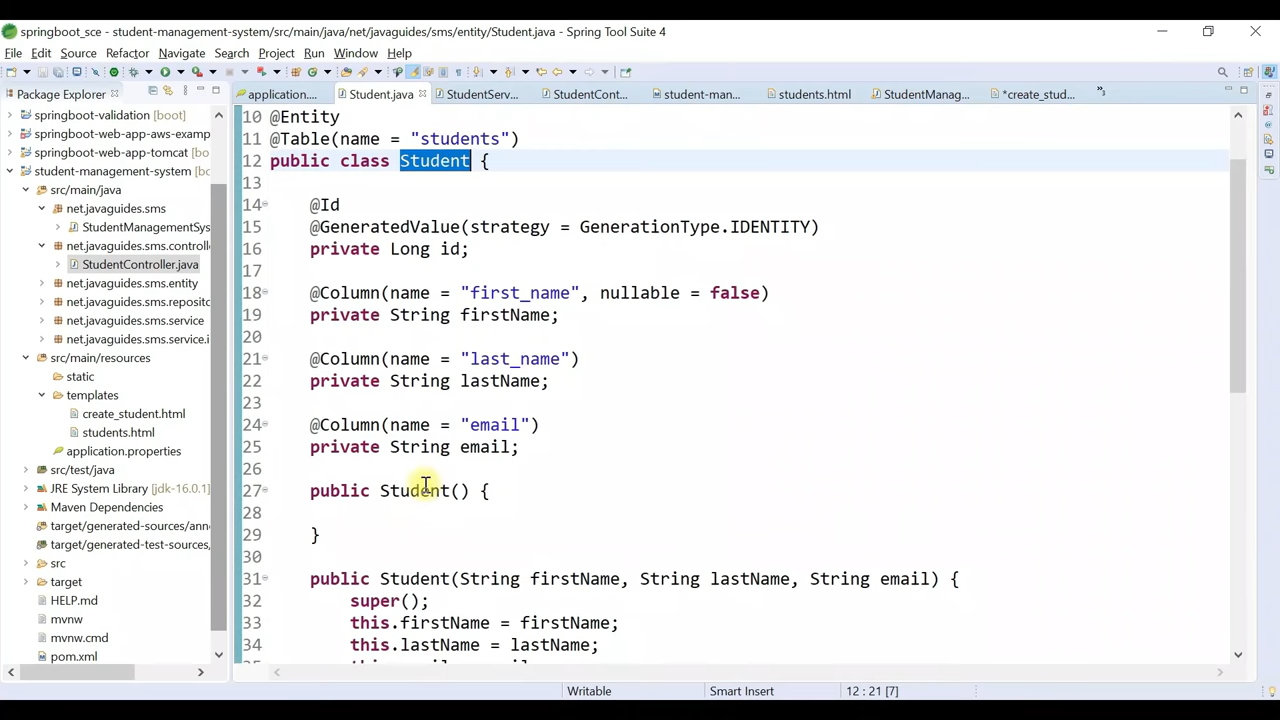 springboot_sce - student-management-system/src/main/java/net/javaguides/sms/entity/Student.java - Spring Tool Suite 4
File Edit Source Refactor Navigate Search Project Run Window Help
Package Explorer
application....
Student.java
StudentServ...
StudentCont...
student-man...
students.html
StudentManag...
*create_stud...
springboot-validation [boot]
springboot-web-app-aws-examp
springboot-web-app-tomcat [bo
student-management-system [bo
src/main/java
net.javaguides.sms
StudentManagementSys
net.javaguides.sms.controlle
StudentController.java
net.javaguides.sms.entity
net.javaguides.sms.reposito
net.javaguides.sms.service
net.javaguides.sms.service.i
src/main/resources
static
templates
create_student.html
students.html
application.properties
src/test/java
JRE System Library [jdk-16.0.1]
Maven Dependencies
target/generated-sources/ann
target/generated-test-sources,
src
target
HELP.md
mvnw
mvnw.cmd
pom.xml
10 @Entity
11 @Table(name = "students")
12 public class Student {
13
14 @Id
15 @GeneratedValue(strategy = GenerationType.IDENTITY)
16 private Long id;
17
18 @Column(name = "first_name", nullable = false)
19 private String firstName;
20
21 @Column(name = "last_name")
22 private String lastName;
23
24 @Column(name = "email")
25 private String email;
26
27 public Student() {
28
29 }
30
31 public Student(String firstName, String lastName, String email) {
32 super();
33 this.firstName = firstName;
34 this.lastName = lastName;
Writable
Smart Insert
12 : 21 [7]